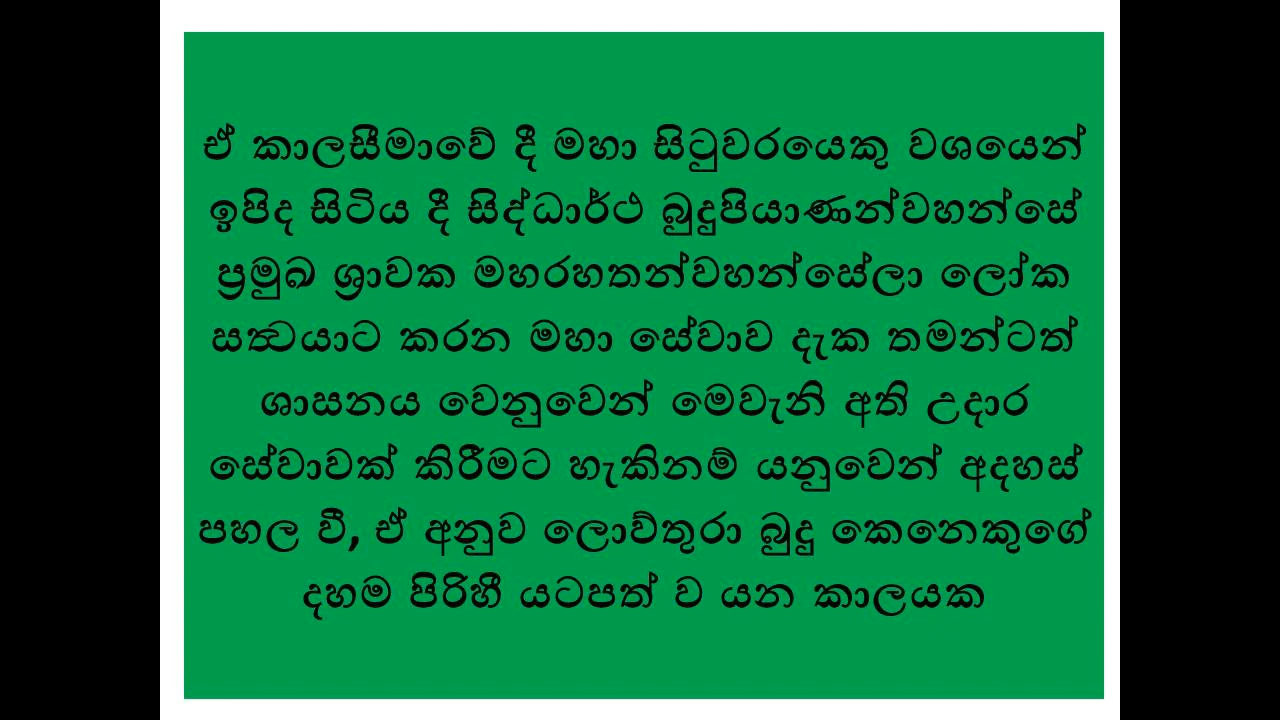 ඒ කාලසීමාවේ දී මහා සිටුවරයෙකු වශයෙන්
ඉපිද සිටිය දී සිද්ධාර්ථ බුදුපියාණන්වහන්සේ
ප්‍රමුඛ ශ්‍රාවක මහරහතන්වහන්සේලා ලෝක
සත්‍වයාට කරන මහා සේවාව දැක තමන්ටත්
ශාසනය වෙනුවෙන් මෙවැනි අති උදාර
සේවාවක් කිරීමට හැකිනම් යනුවෙන් අදහස්
පහල වී, ඒ අනුව ලොව්තුරා බුදු කෙනෙකුගේ
දහම පිරිහී යටපත් ව යන කාලයක